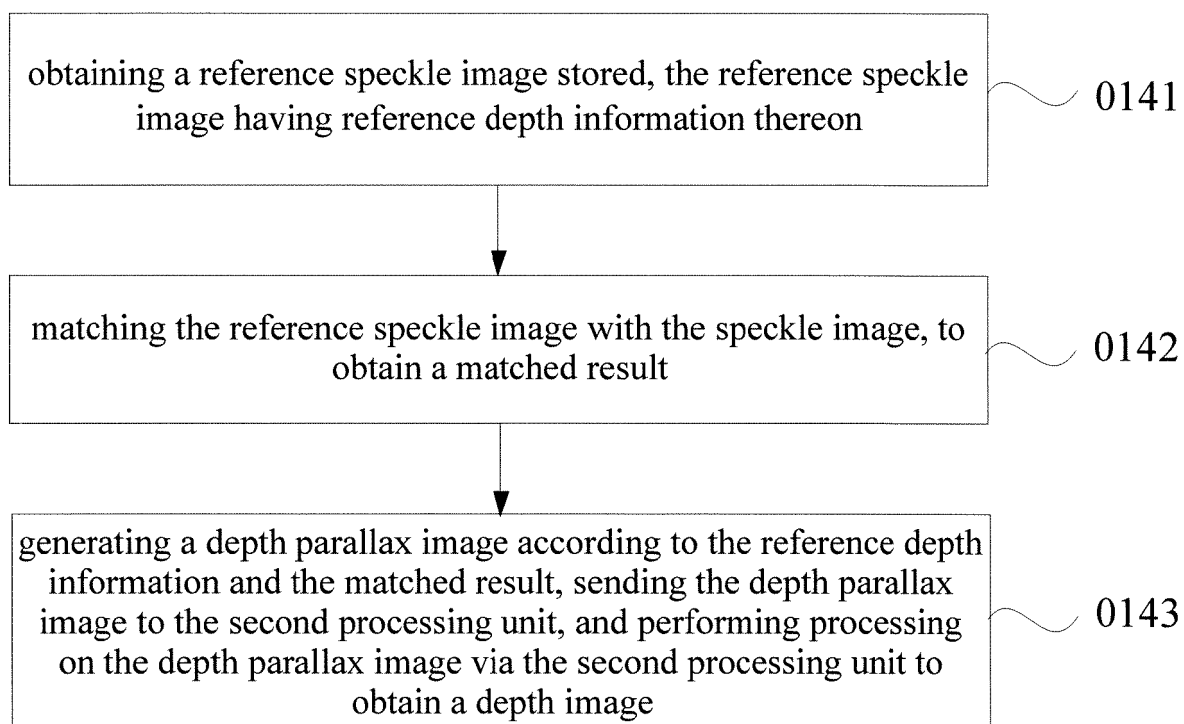 obtaining a reference speckle image stored, the reference speckle
image having reference depth information thereon
0141
matching the reference speckle image with the speckle image, to
obtain a matched result
0142
generating a depth parallax image according to the reference depth
information and the matched result, sending the depth parallax
image to the second processing unit, and performing processing
on the depth parallax image via the second processing unit to
obtain a depth image
0143